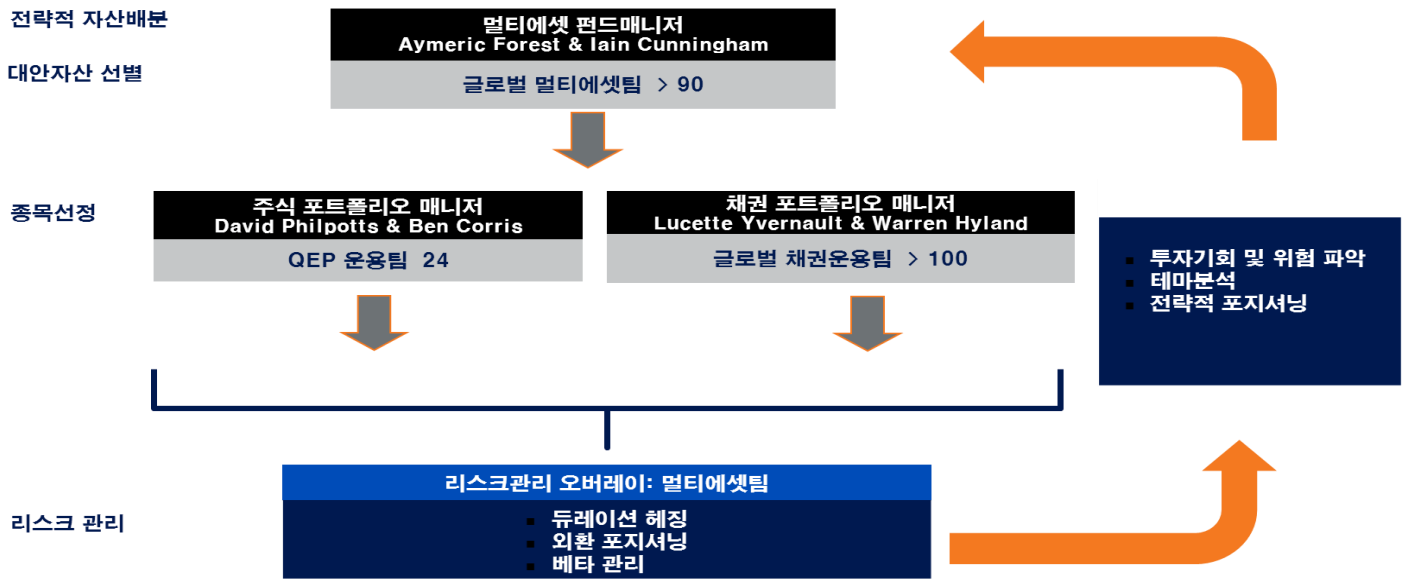 전략적 자산배분
멀티에셋 펀드매니저
Aymeric Forest & Iain Cunningham
대안자산 선별
글로벌 멀티에셋팀 > 90
종목선정
주식 포트폴리오 매니저
David Philpotts & Ben Corris
QEP 운용팀 24
채권 포트폴리오 매니저
Lucette Yvernault & Warren Hyland
글로벌 채권운용팀 > 100
▪ 투자기회 및 위험 파악
▪ 테마분석
▪ 전략적 포지셔닝
리스크관리 오버레이: 멀티에셋팀
리스크 관리
▪ 듀레이션 헤징
▪ 외환 포지셔닝
▪ 베타 관리